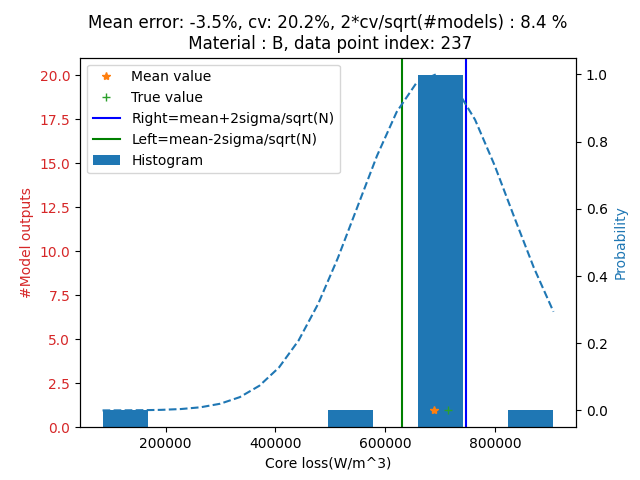 Mean error: -3.5%, cv: 20.2%, 2*cv/sqrt(#models) : 8.4 %
Material : B, data point index: 237
Mean value
True value
Right=mean+2sigma/sqrt(N)
Left=mean-2sigma/sqrt(N)
Histogram
#Model outputs
20.0
17.5
15.0
12.5
10.0
7.5
5.0
2.5
0.0
1.0
0.8
0.6
0.4
0.2
0.0
Probability
200000 400000 600000 800000
Core loss(W/m^3)